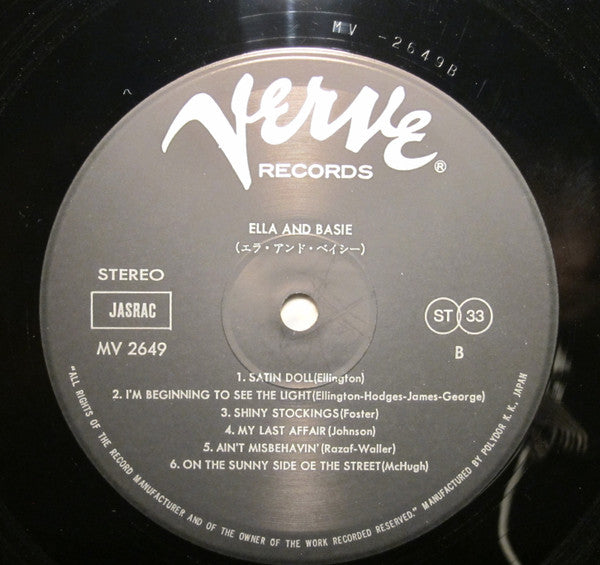 MV -2649B
Verve
RECORDS ®
ELLA AND BASIE
(エラ・アンド・ベイシー)
STEREO
JASRAC
MV 2649
ST 33
B
1. SATIN DOLL(Ellington)
2. I'M BEGINNING TO SEE THE LIGHT(Ellington-Hodges-James-George)
3. SHINY STOCKINGS(Foster)
4. MY LAST AFFAIR(Johnson)
5. AIN'T MISBEHAVIN'(Razaf-Waller)
6. ON THE SUNNY SIDE OE THE STREET(McHugh)
"ALL RIGHTS OF THE RECORD MANUFACTURER AND OF THE OWNER OF THE WORK RECORDED RESERVED." MANUFACTURED BY POLYDOR K. K., JAPAN